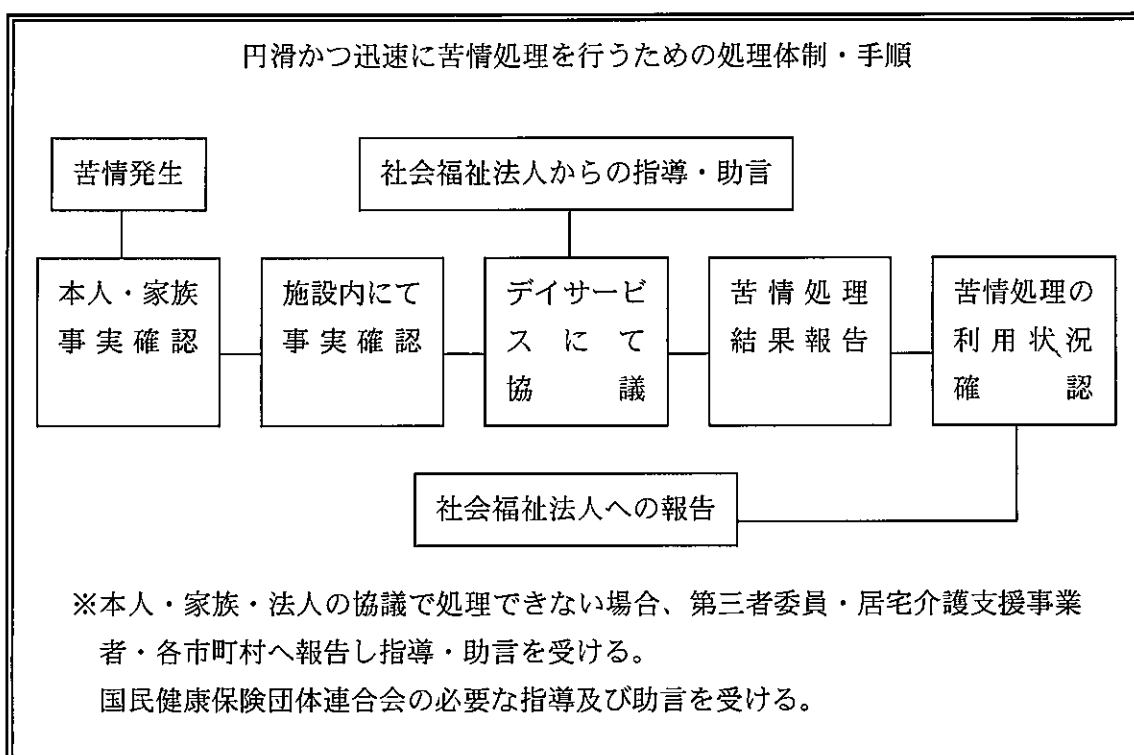 円滑かつ迅速に苦情処理を行うための処理体制・手順
苦情発生
社会福祉法人からの指導・助言
本人・家族
事実確認
施設内にて
事実確認
デイサービ
スにて
協議
苦情処理
結果報告
苦情処理の
利用状況
確認
社会福祉法人への報告
※本人・家族・法人の協議で処理できない場合、第三者委員・居宅介護支援事業
者・各市町村へ報告し指導・助言を受ける。
国民健康保険団体連合会の必要な指導及び助言を受ける。